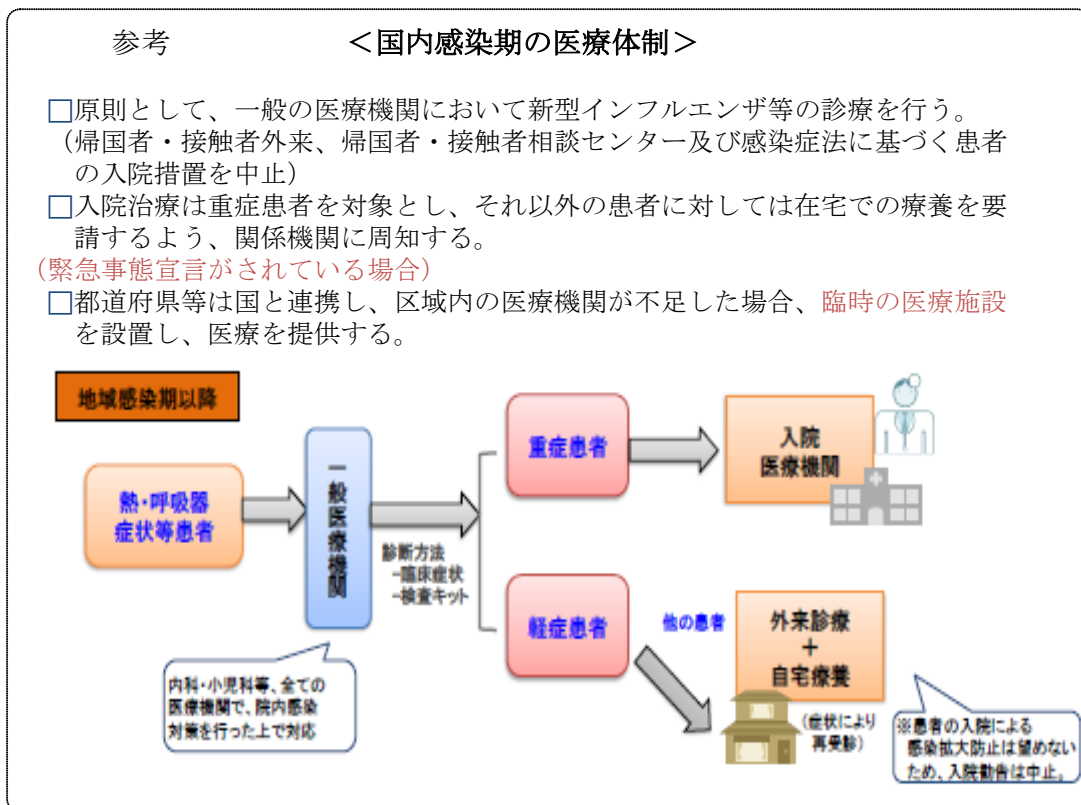 参考 ＜国内感染期の医療体制＞
□原則として、一般の医療機関において新型インフルエンザ等の診療を行う。
（帰国者・接触者外来、帰国者・接触者相談センター及び感染症法に基づく患者
の入院措置を中止）
□入院治療は重症患者を対象とし、それ以外の患者に対しては在宅での療養を要
請するよう、関係機関に周知する。
（緊急事態宣言がされている場合）
□都道府県等は国と連携し、区域内の医療機関が不足した場合、臨時の医療施設
を設置し、医療を提供する。
地域感染期以降
熱・呼吸器
症状等患者
一般医療機関
診断方法
－臨床症状
－検査キット
重症患者
入院
医療機関
軽症患者
他の患者
外来診療
＋
自宅療養
（症状により
再受診）
内科・小児科等、全ての
医療機関で、院内感染
対策を行った上で対応
※患者の入院による
感染拡大防止は留めない
ため、入院勧告は中止。